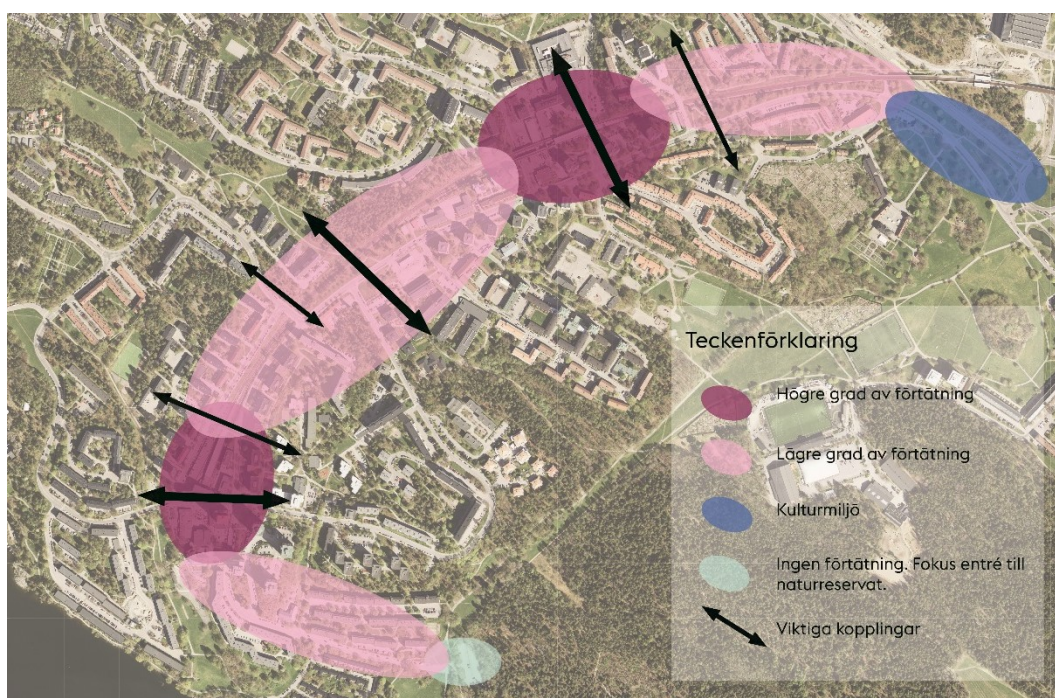 Teckenförklaring
Högre grad av förtätning
Lägre grad av förtätning
Kulturmiljö
Ingen förtätning. Fokus entré till
naturreservat.
Viktiga kopplingar